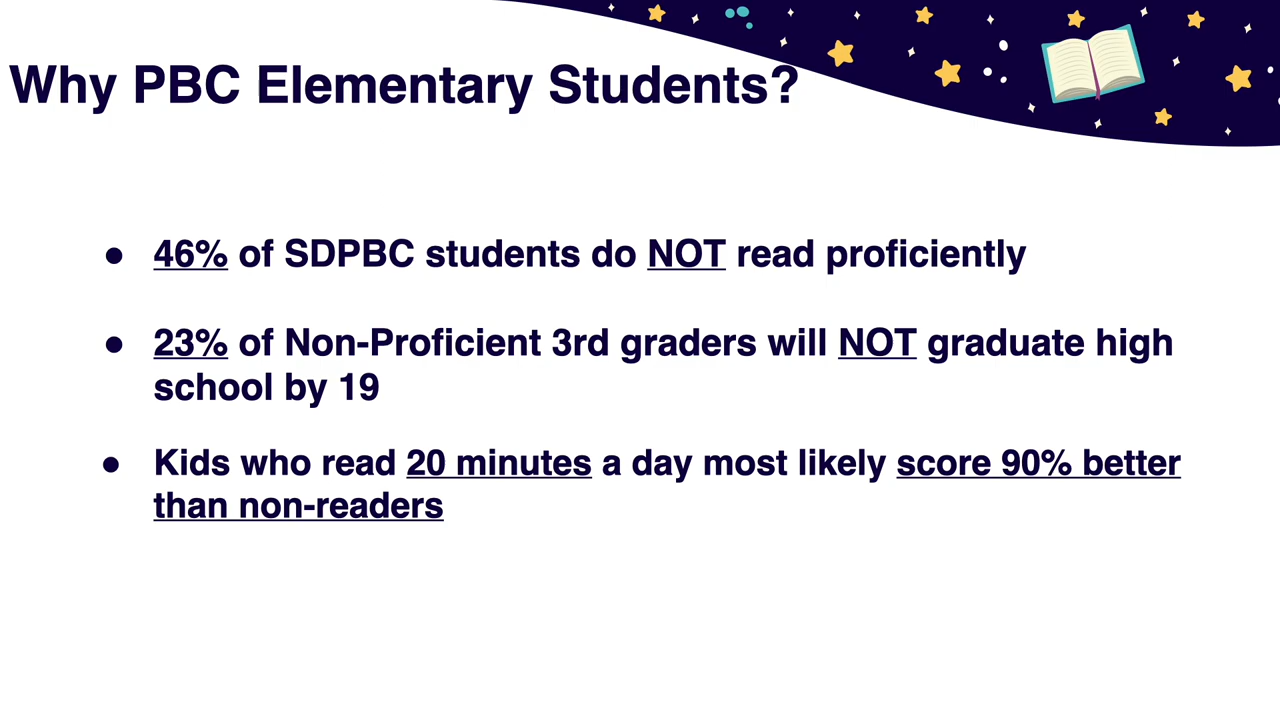 Why PBC Elementary Students?
● 46% of SDPBC students do NOT read proficiently
● 23% of Non-Proficient 3rd graders will NOT graduate high
school by 19
● Kids who read 20 minutes a day most likely score 90% better
than non-readers